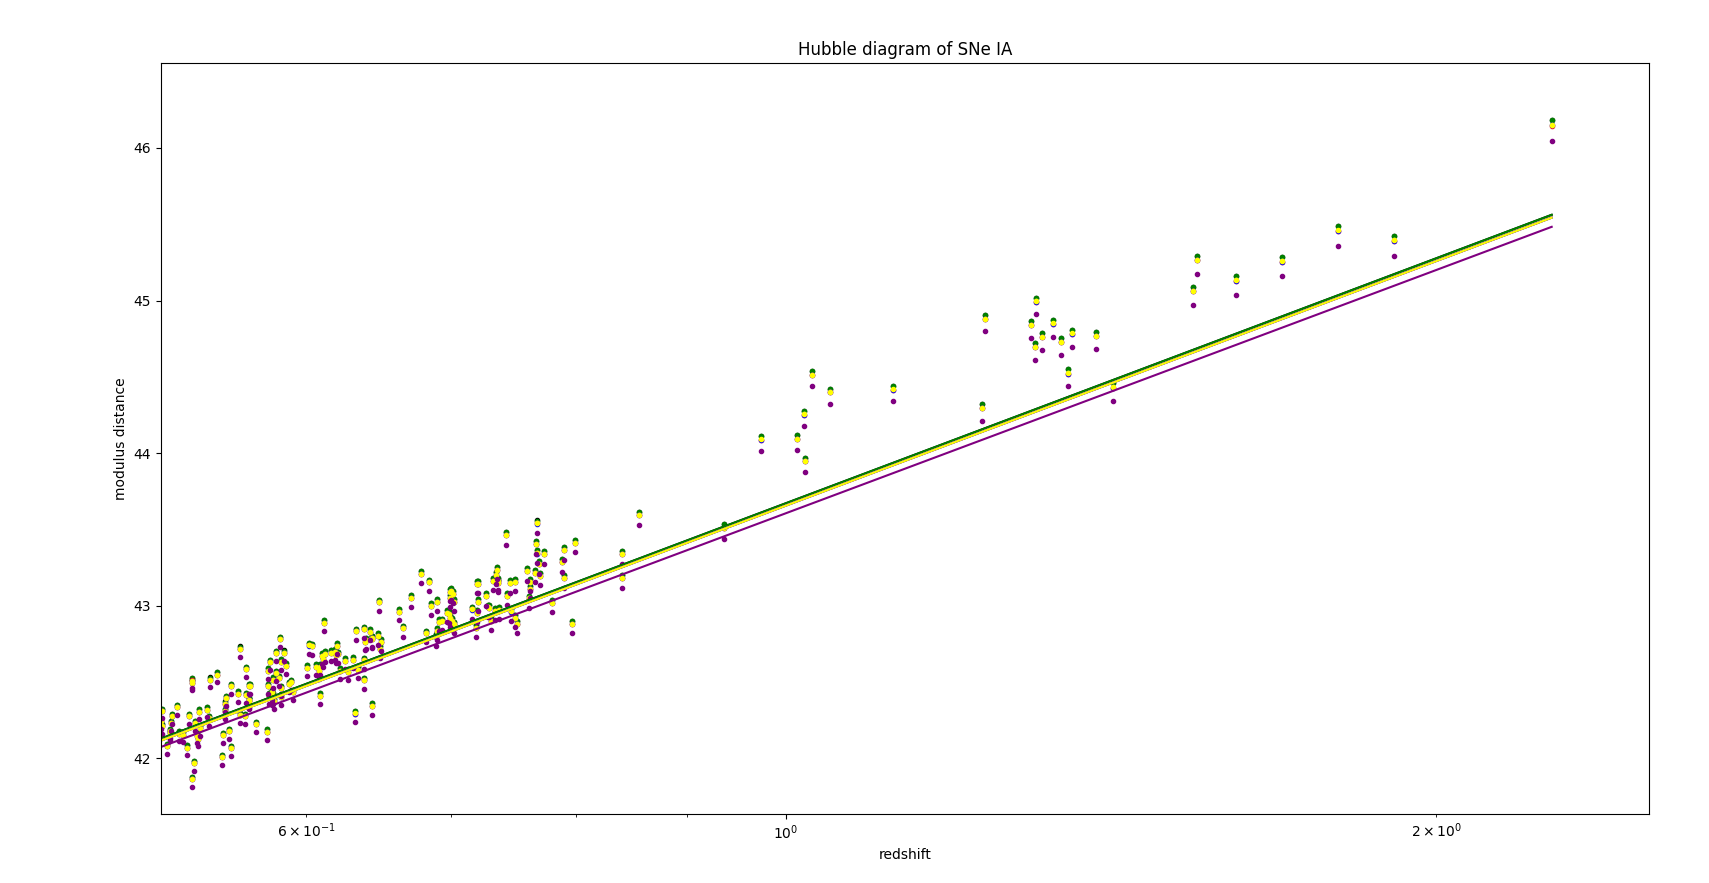 Hubble diagram of SNe IA
modulus distance
46
45
44
43
42
6 × 10⁻¹
10⁰
2 × 10⁰
redshift